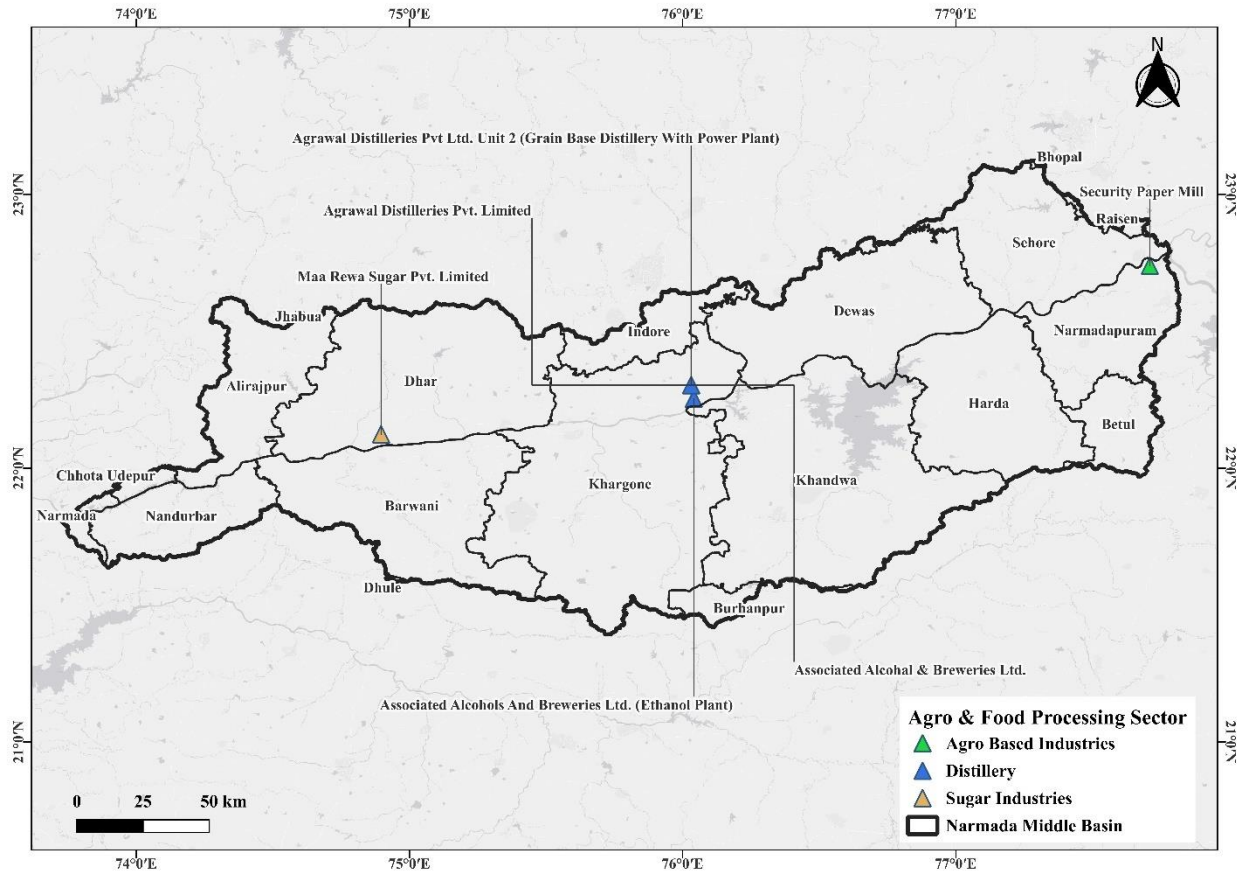 74°0'E 75°0'E 76°0'E 77°0'E
N
Agrawal Distilleries Pvt Ltd. Unit 2 (Grain Base Distillery With Power Plant)
Bhopal
23°0'N
23°0'N
Security Paper Mill
Agrawal Distilleries Pvt. Limited
Raisen
Sehore
Maa Rewa Sugar Pvt. Limited
Jhabua
Indore
Dewas
Narmadapuram
Alirajpur
Dhar
Harda
Betul
22°0'N
22°0'N
Chhota Udepur
Khargone
Khandwa
Narmada
Nandurbar
Barwani
Dhule
Burhanpur
Associated Alcohal & Breweries Ltd.
Associated Alcohols And Breweries Ltd. (Ethanol Plant)
21°0'N
21°0'N
Agro & Food Processing Sector
Agro Based Industries
Distillery
Sugar Industries
Narmada Middle Basin
0 25 50 km
74°0'E 75°0'E 76°0'E 77°0'E